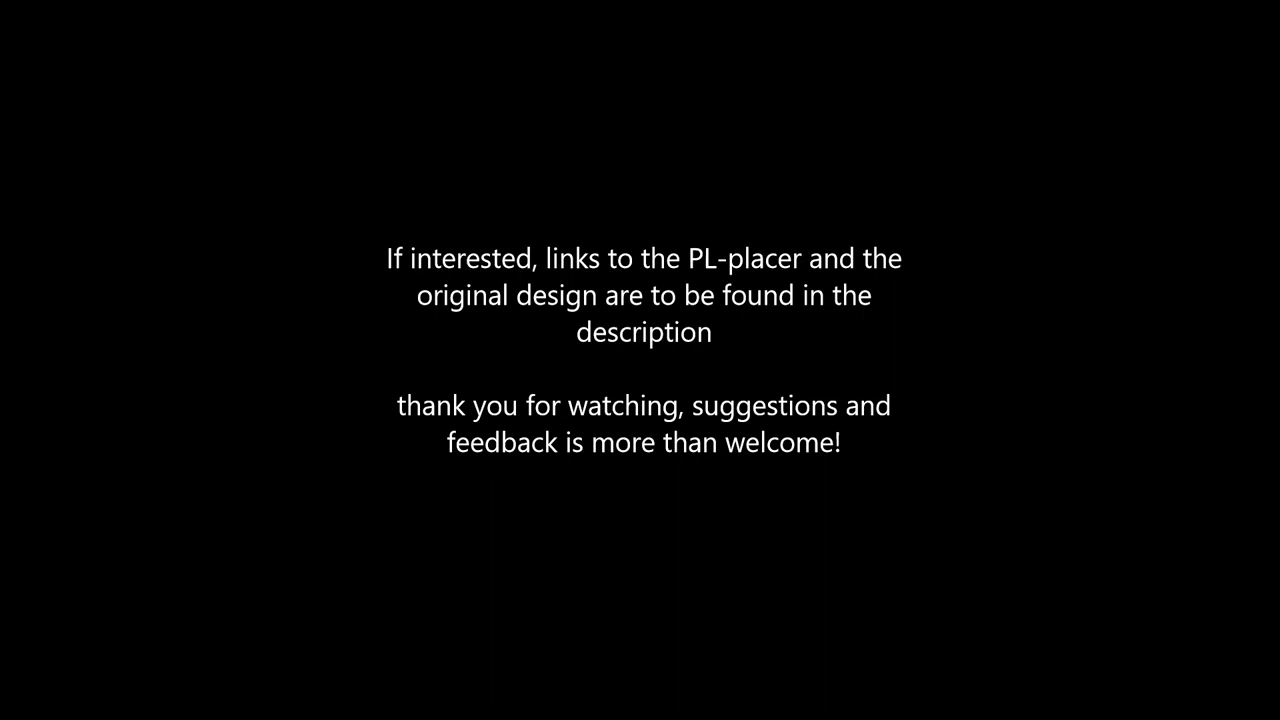 If interested, links to the PL-placer and the
original design are to be found in the
description
thank you for watching, suggestions and
feedback is more than welcome!